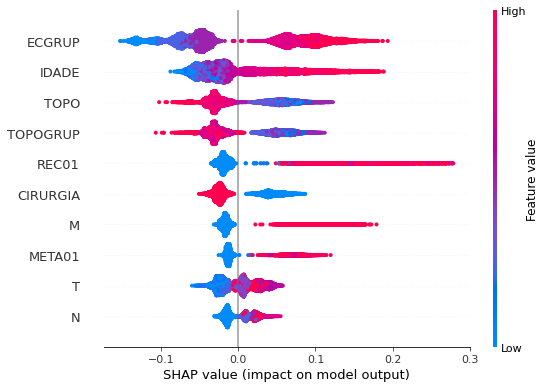 High
ECGRUP
IDADE
TOPO
TOPOGRUP
REC01
CIRURGIA
M
META01
T
N
Feature value
Low
−0.1 0.0 0.1 0.2 0.3
SHAP value (impact on model output)